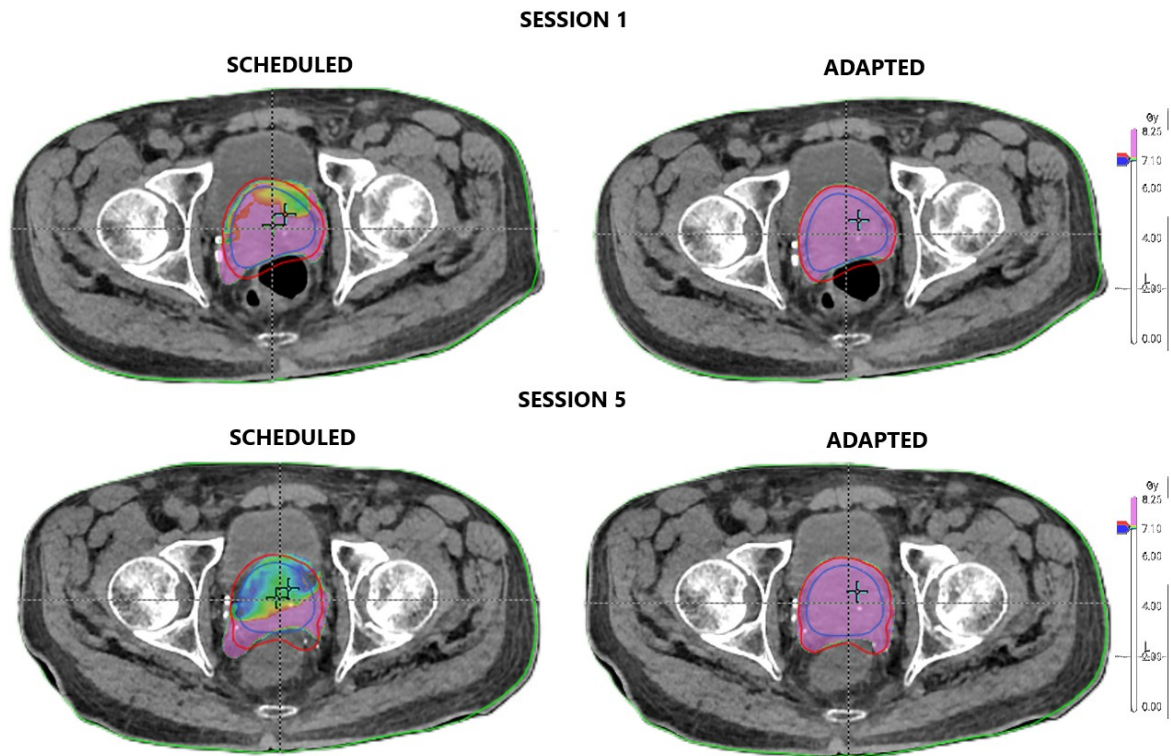 SESSION 1
SCHEDULED
ADAPTED
Gy
8.25
7.10
6.00
4.00
0.00
SESSION 5
SCHEDULED
ADAPTED
Gy
8.25
7.10
6.00
4.00
0.00